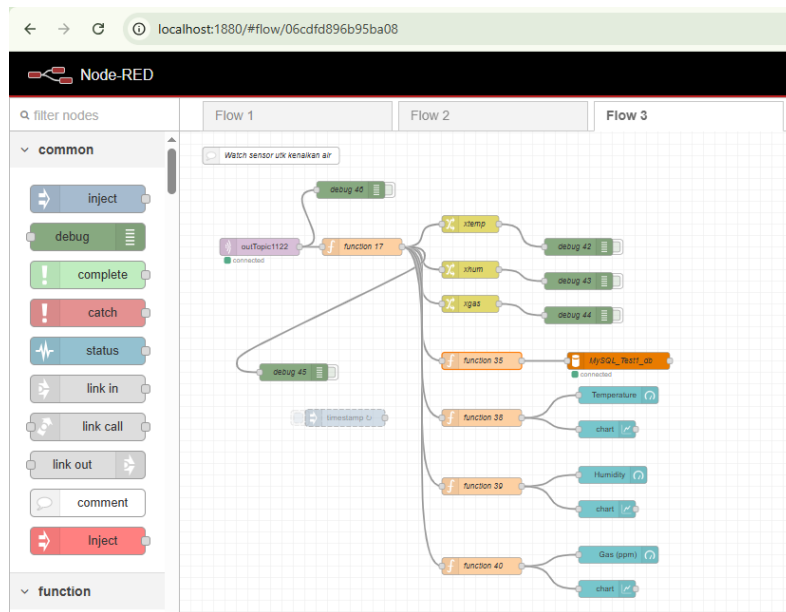 localhost:1880/#flow/06cdfd896b95ba08
Node-RED
filter nodes
Flow 1
Flow 2
Flow 3
common
inject
debug
complete
catch
status
link in
link call
link out
comment
Inject
function
Watch sensor utk kenaikan air
debug 46
outTopic1122
connected
function 17
xtemp
debug 42
xhum
debug 43
xgas
debug 44
function 35
MySQL_Test1_db
connected
debug 45
timestamp ↻
function 38
Temperature
chart
function 39
Humidity
chart
function 40
Gas (ppm)
chart